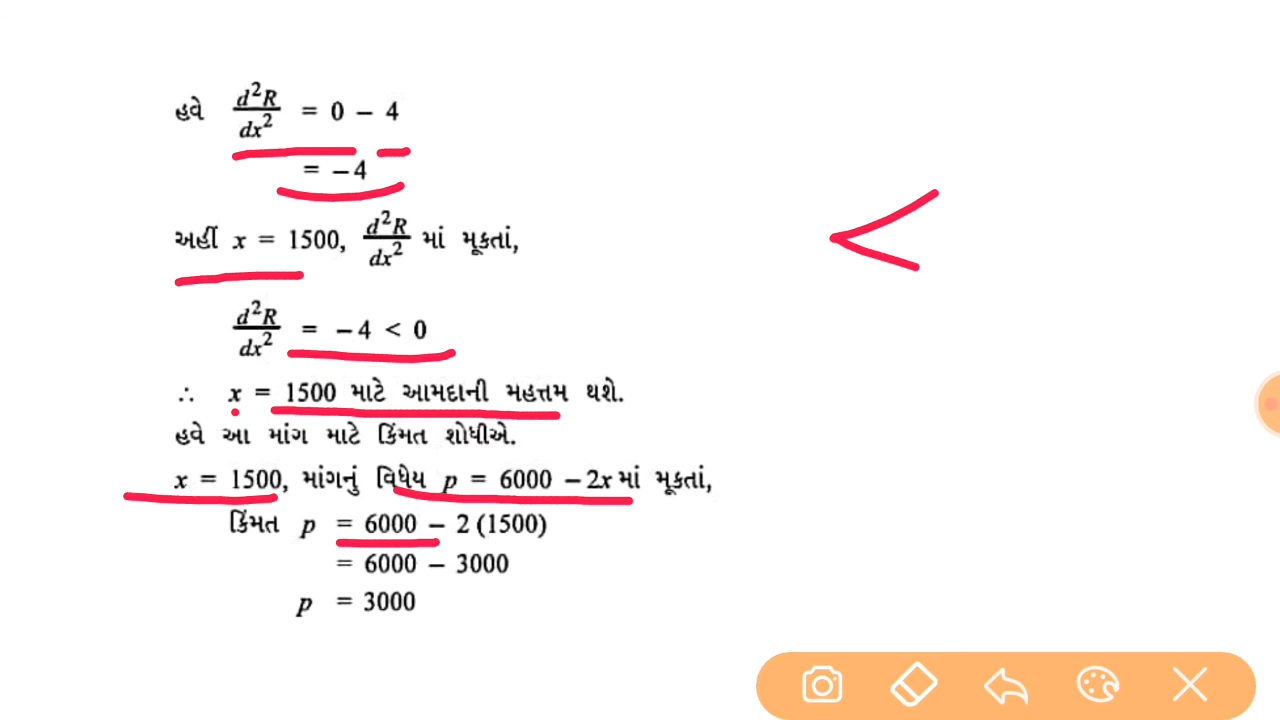 હવે d²R/dx² = 0 – 4
= –4
અહીં x = 1500, d²R/dx² માં મૂકતાં,
d²R/dx² = –4 < 0
∴ x = 1500 માટે આમદાની મહત્તમ થશે.
હવે આ માંગ માટે કિંમત શોધીએ.
x = 1500, માંગનું વિધેય p = 6000 – 2x માં મૂકતાં,
કિંમત p = 6000 – 2 (1500)
= 6000 – 3000
p = 3000
<